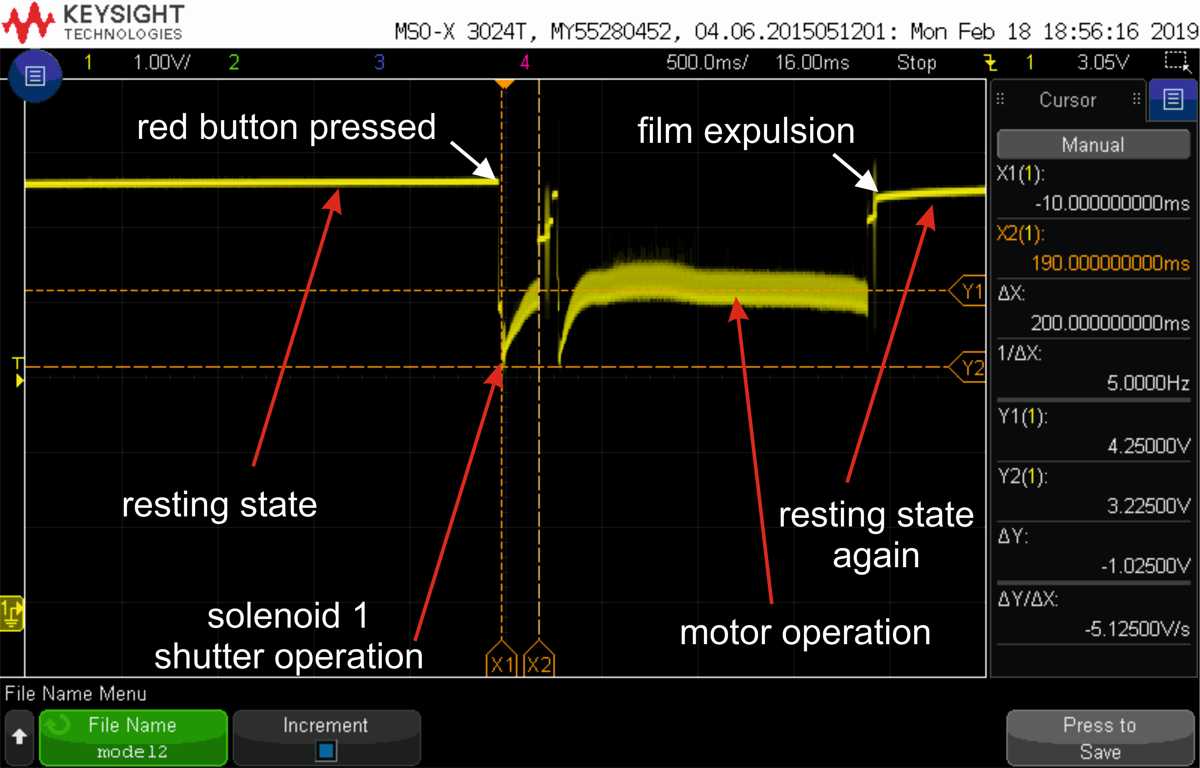 KEYSIGHT
TECHNOLOGIES
MSO-X 3024T, MY55280452, 04.06.2015051201: Mon Feb 18 18:56:16 2019
1 1.00V/ 2 3 4 500.0ms/ 16.00ms Stop 1 3.05V
red button pressed
film expulsion
resting state
solenoid 1
shutter operation
motor operation
resting state
again
T
Y1
Y2
X1 X2
Cursor
Manual
X1(1):
-10.000000000ms
X2(1):
190.000000000ms
ΔX:
200.000000000ms
1/ΔX:
5.0000Hz
Y1(1):
4.25000V
Y2(1):
3.22500V
ΔY:
-1.02500V
ΔY/ΔX:
-5.12500V/s
File Name Menu
File Name
model2
Increment
Press to
Save